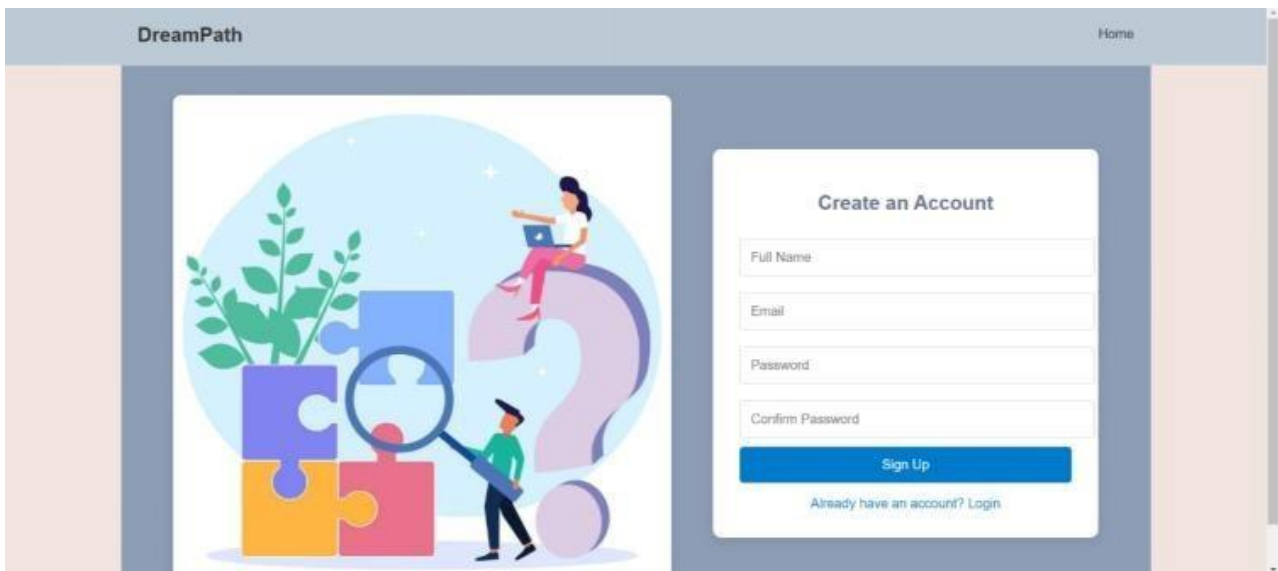 DreamPath
Home
Create an Account
Full Name
Email
Password
Confirm Password
Sign Up
Already have an account? Login